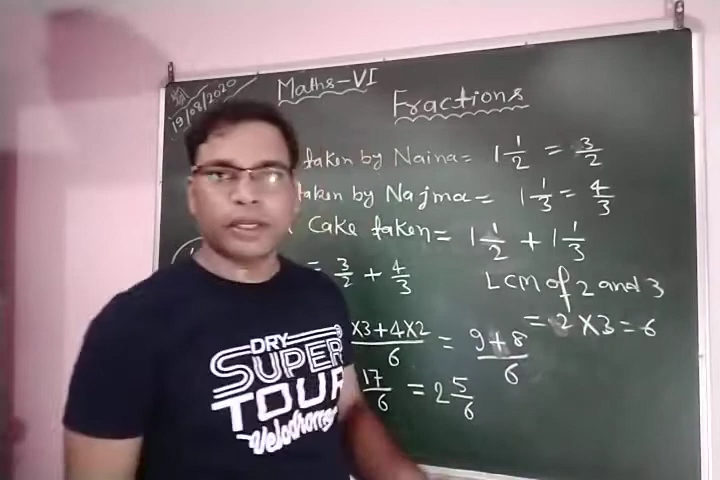 Maths-VI
19/08/2020
Fractions
taken by Naina = 1 1/2 = 3/2
taken by Najma = 1 1/3 = 4/3
Cake taken = 1 1/2 + 1 1/3
= 3/2 + 4/3
LCM of 2 and 3
= 2 X 3 = 6
X3+4X2/6 = 9+8/6
17/6 = 2 5/6
DRY
SUPER
TOUR